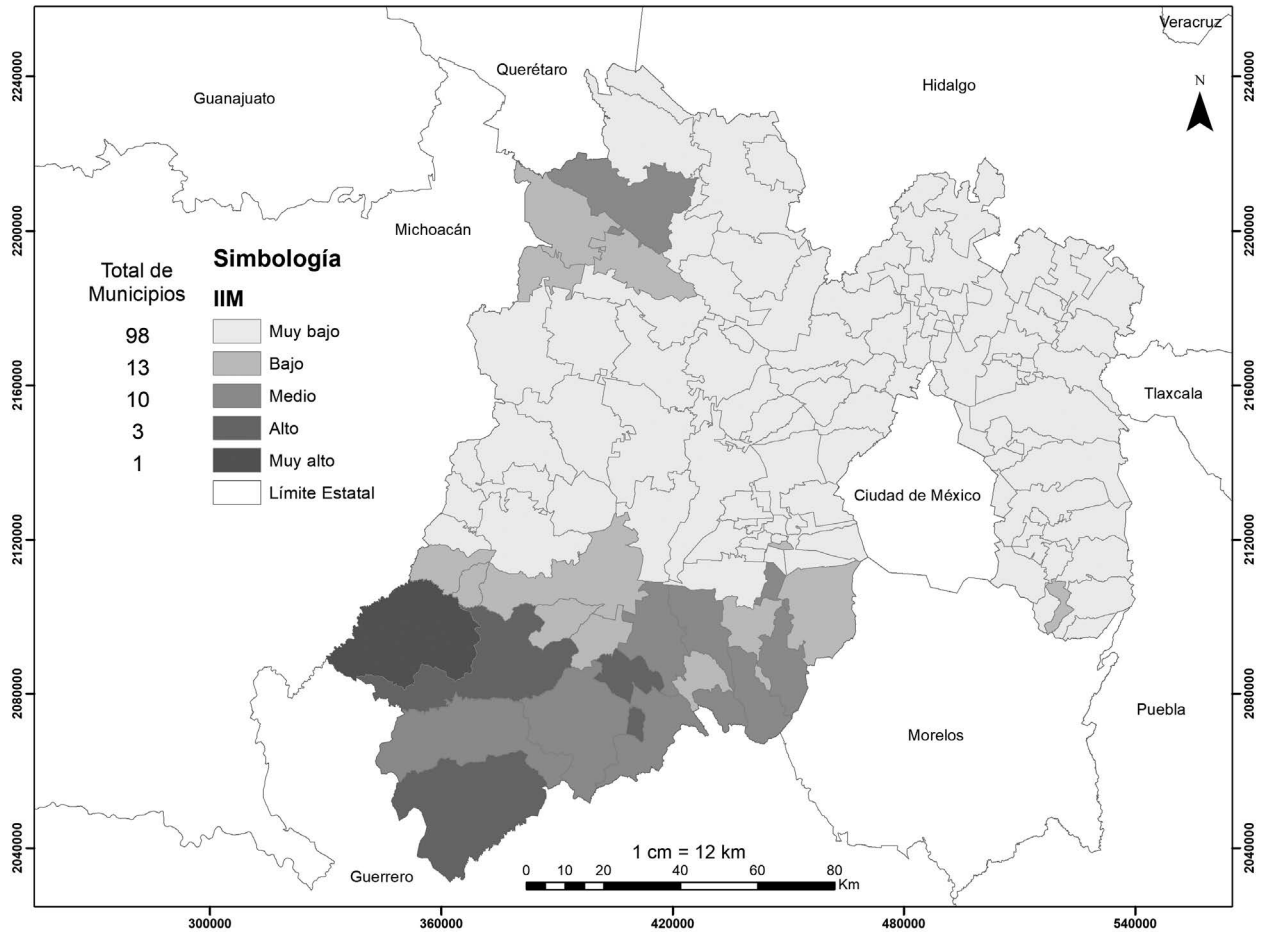 Veracruz
Querétaro
Hidalgo
Guanajuato
N
Michoacán
Tlaxcala
Ciudad de México
Puebla
Morelos
Guerrero
Total de
Municipios
98
13
10
3
1
Simbología
IIM
Muy bajo
Bajo
Medio
Alto
Muy alto
Límite Estatal
1 cm = 12 km
0 10 20 40 60 80
Km
2240000
2200000
2160000
2120000
2080000
2040000
2240000
2200000
2160000
2120000
2080000
2040000
300000 360000 420000 480000 540000